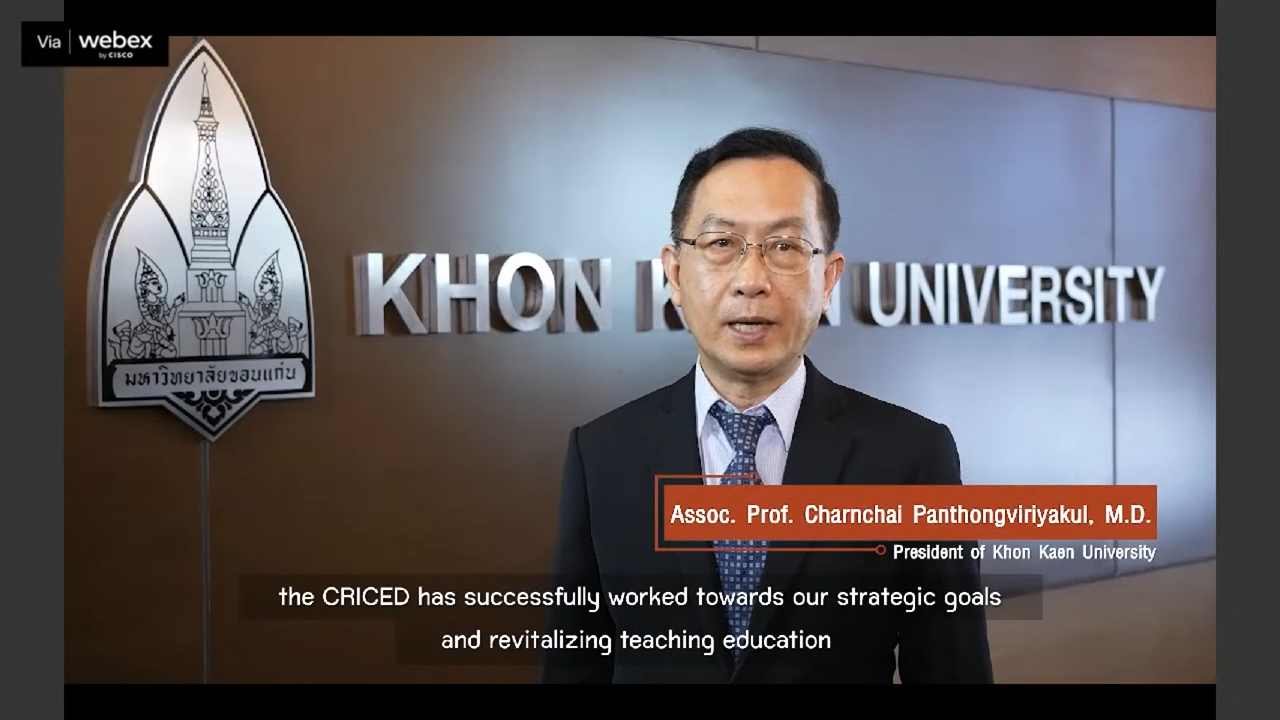 Via webex
by CISCO
มหาวิทยาลัยขอนแก่น
KHON K N UNIVERSITY
Assoc. Prof. Charnchai Panthongviriyakul, M.D.
President of Khon Kaen University
the CRICED has successfully worked towards our strategic goals
and revitalizing teaching education